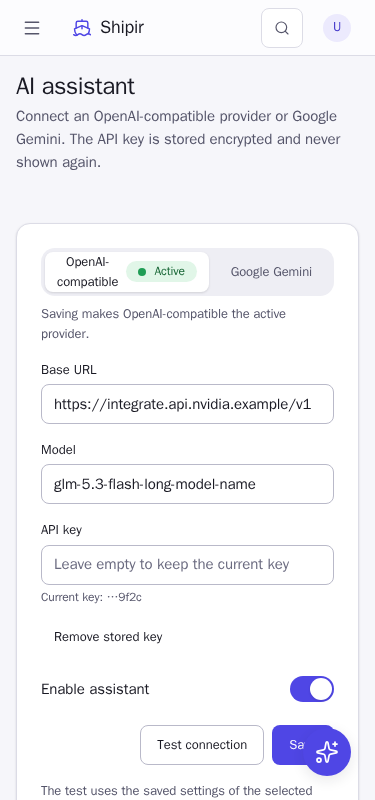 Shipir
U
AI assistant
Connect an OpenAI-compatible provider or Google
Gemini. The API key is stored encrypted and never
shown again.
OpenAI-
compatible
Active
Google Gemini
Saving makes OpenAI-compatible the active
provider.
Base URL
https://integrate.api.nvidia.example/v1
Model
glm-5.3-flash-long-model-name
API key
Leave empty to keep the current key
Current key: ···9f2c
Remove stored key
Enable assistant
Test connection
The test uses the saved settings of the selected